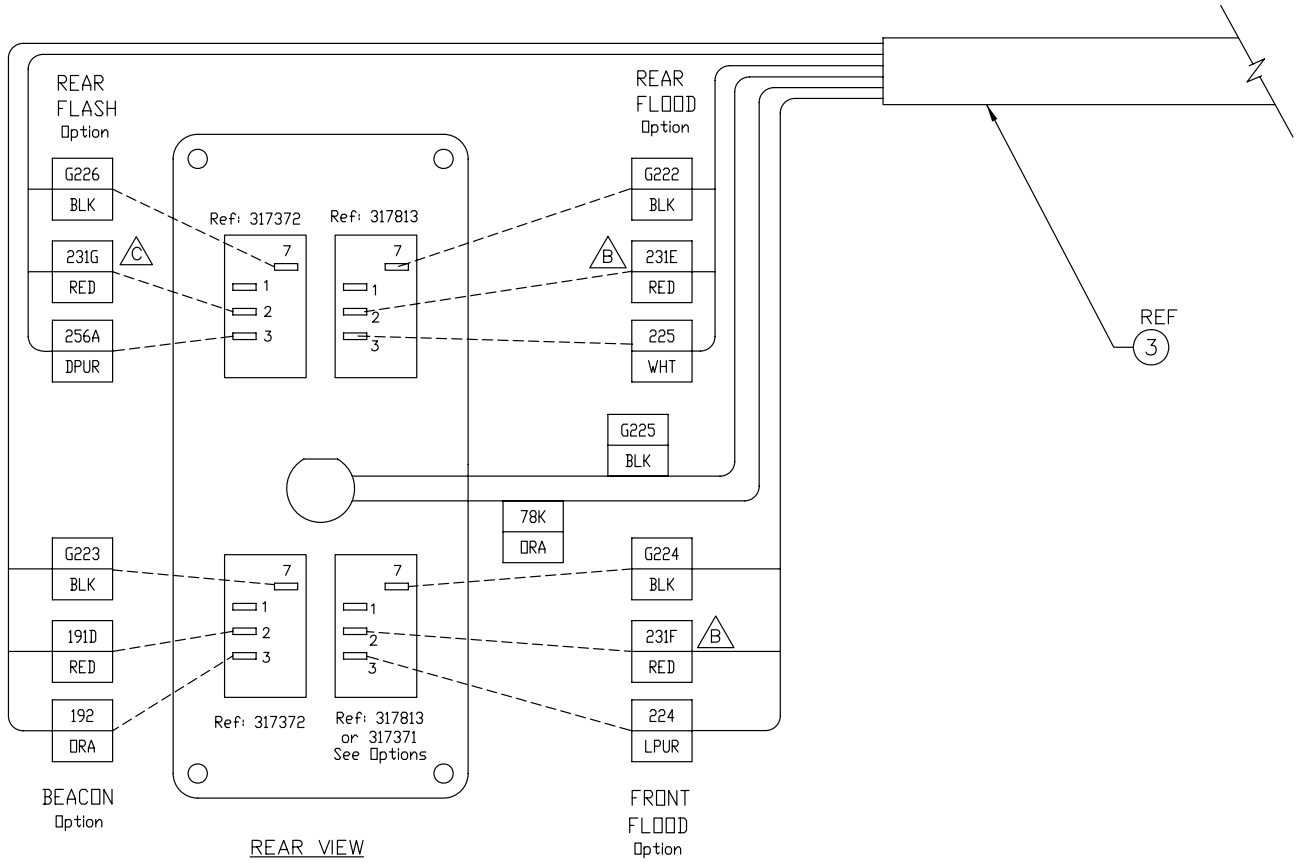 REAR
FLASH
Option
G226
BLK
231G
C
RED
256A
DPUR
Ref: 317372
7
1
2
3
Ref: 317813
7
1
2
3
REAR
FLOOD
Option
G222
BLK
B
231E
RED
225
WHT
REF
3
G225
BLK
78K
ORA
G223
BLK
191D
RED
192
ORA
BEACON
Option
7
1
2
3
Ref: 317372
7
1
2
3
Ref: 317813
or 317371
See Options
G224
BLK
231F
B
RED
224
LPUR
FRONT
FLOOD
Option
REAR VIEW